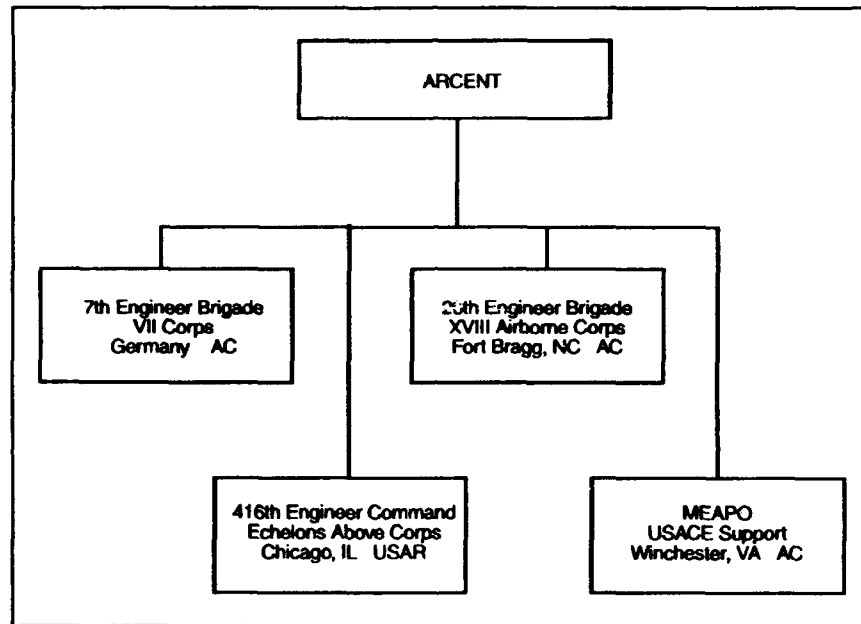 ARCENT
7th Engineer Brigade
VII Corps
Germany AC
20th Engineer Brigade
XVIII Airborne Corps
Fort Bragg, NC AC
416th Engineer Command
Echelons Above Corps
Chicago, IL USAR
MEAPO
USACE Support
Winchester, VA AC